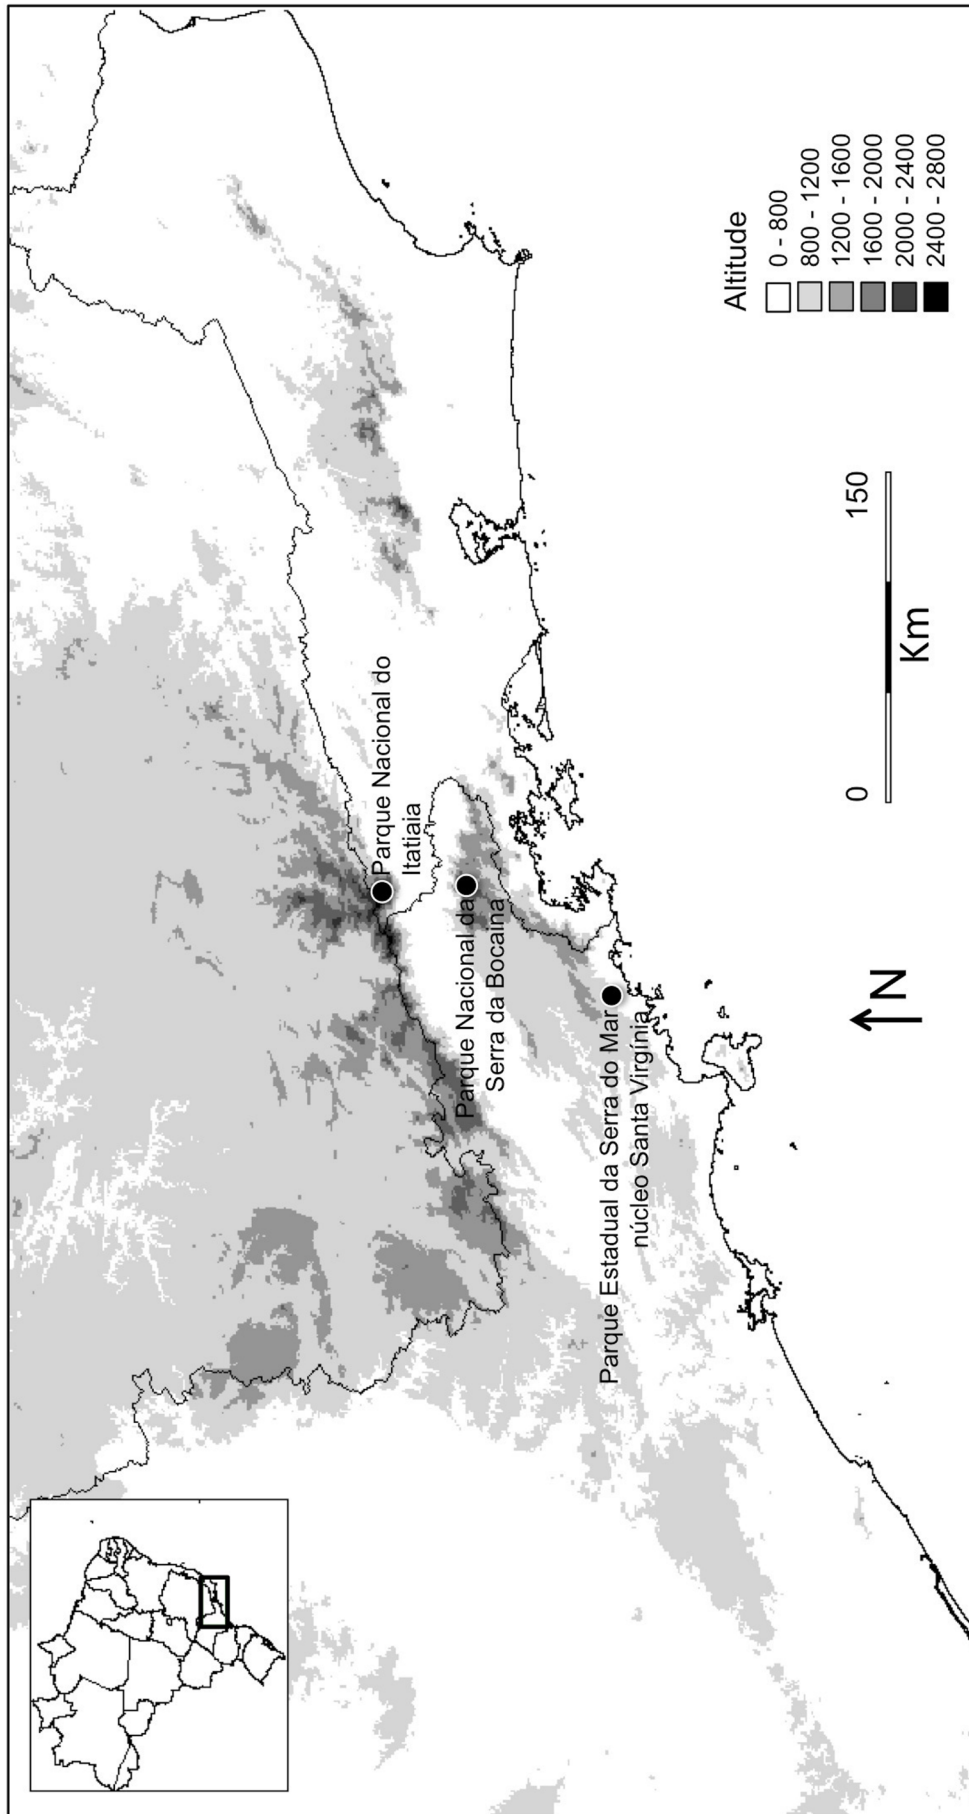 Parque Nacional do
Itatiaia
Parque Nacional da
Serra da Bocaina
Parque Estadual da Serra do Mar
núcleo Santa Virgínia
N
0
150
Km
Altitude
0 - 800
800 - 1200
1200 - 1600
1600 - 2000
2000 - 2400
2400 - 2800